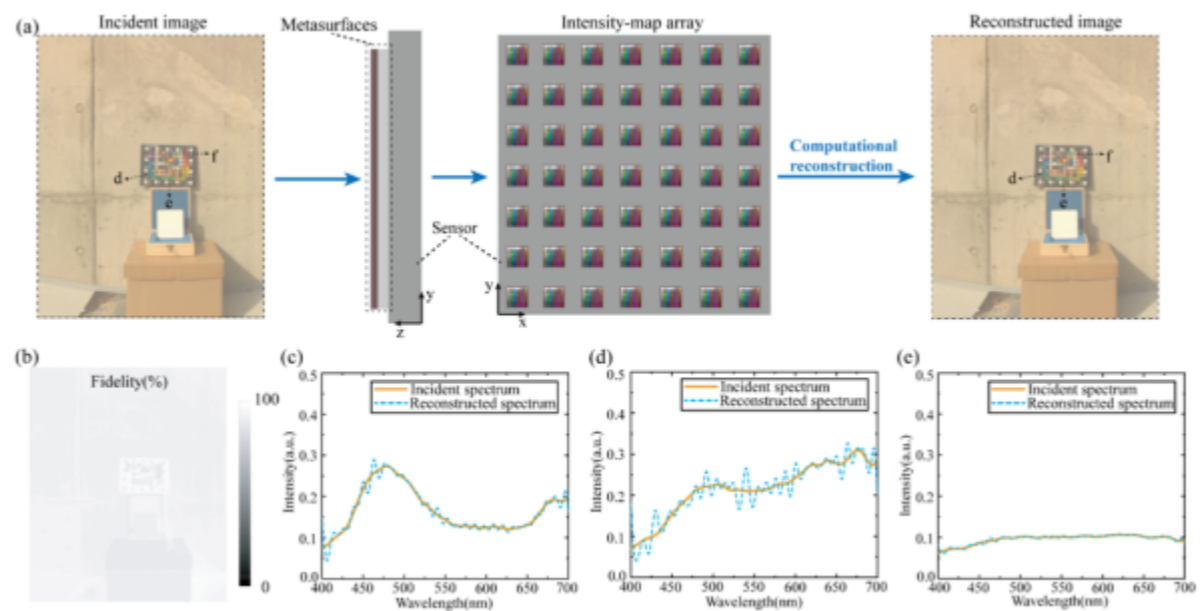 (a)
Incident image
Metasurfaces
Intensity-map array
Reconstructed image
f
d
e
Sensor
y
z
y
x
Computational
reconstruction
f
d
e
(b)
Fidelity(%)
100
0
(c)
0.5
0.4
0.3
0.2
0.1
0.0
Intensity(a.u.)
Incident spectrum
Reconstructed spectrum
400 450 500 550 600 650 700
Wavelength(nm)
(d)
0.5
0.4
0.3
0.2
0.1
0.0
Intensity(a.u.)
Incident spectrum
Reconstructed spectrum
400 450 500 550 600 650 700
Wavelength(nm)
(e)
0.5
0.4
0.3
0.2
0.1
0.0
Intensity(a.u.)
Incident spectrum
Reconstructed spectrum
400 450 500 550 600 650 700
Wavelength(nm)